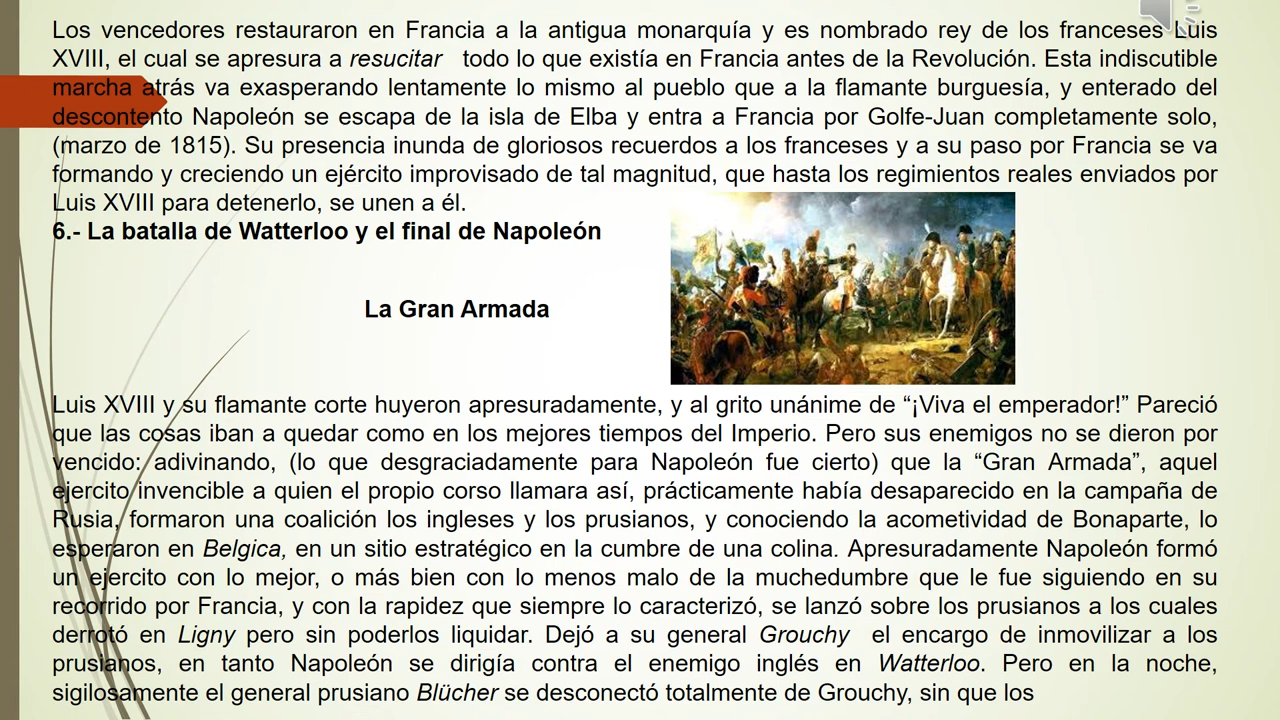 Los vencedores restauraron en Francia a la antigua monarquía y es nombrado rey de los franceses Luis
XVIII, el cual se apresura a resucitar todo lo que existía en Francia antes de la Revolución. Esta indiscutible
marcha atrás va exasperando lentamente lo mismo al pueblo que a la flamante burguesía, y enterado del
descontento Napoleón se escapa de la isla de Elba y entra a Francia por Golfe-Juan completamente solo,
(marzo de 1815). Su presencia inunda de gloriosos recuerdos a los franceses y a su paso por Francia se va
formando y creciendo un ejército improvisado de tal magnitud, que hasta los regimientos reales enviados por
Luis XVIII para detenerlo, se unen a él.
6.- La batalla de Watterloo y el final de Napoleón
La Gran Armada
Luis XVIII y su flamante corte huyeron apresuradamente, y al grito unánime de “¡Viva el emperador!” Pareció
que las cosas iban a quedar como en los mejores tiempos del Imperio. Pero sus enemigos no se dieron por
vencido: adivinando, (lo que desgraciadamente para Napoleón fue cierto) que la “Gran Armada”, aquel
ejercito invencible a quien el propio corso llamara así, prácticamente había desaparecido en la campaña de
Rusia, formaron una coalición los ingleses y los prusianos, y conociendo la acometividad de Bonaparte, lo
esperaron en Belgica, en un sitio estratégico en la cumbre de una colina. Apresuradamente Napoleón formó
un ejercito con lo mejor, o más bien con lo menos malo de la muchedumbre que le fue siguiendo en su
recorrido por Francia, y con la rapidez que siempre lo caracterizó, se lanzó sobre los prusianos a los cuales
derrotó en Ligny pero sin poderlos liquidar. Dejó a su general Grouchy el encargo de inmovilizar a los
prusianos, en tanto Napoleón se dirigía contra el enemigo inglés en Watterloo. Pero en la noche,
sigilosamente el general prusiano Blücher se desconectó totalmente de Grouchy, sin que los